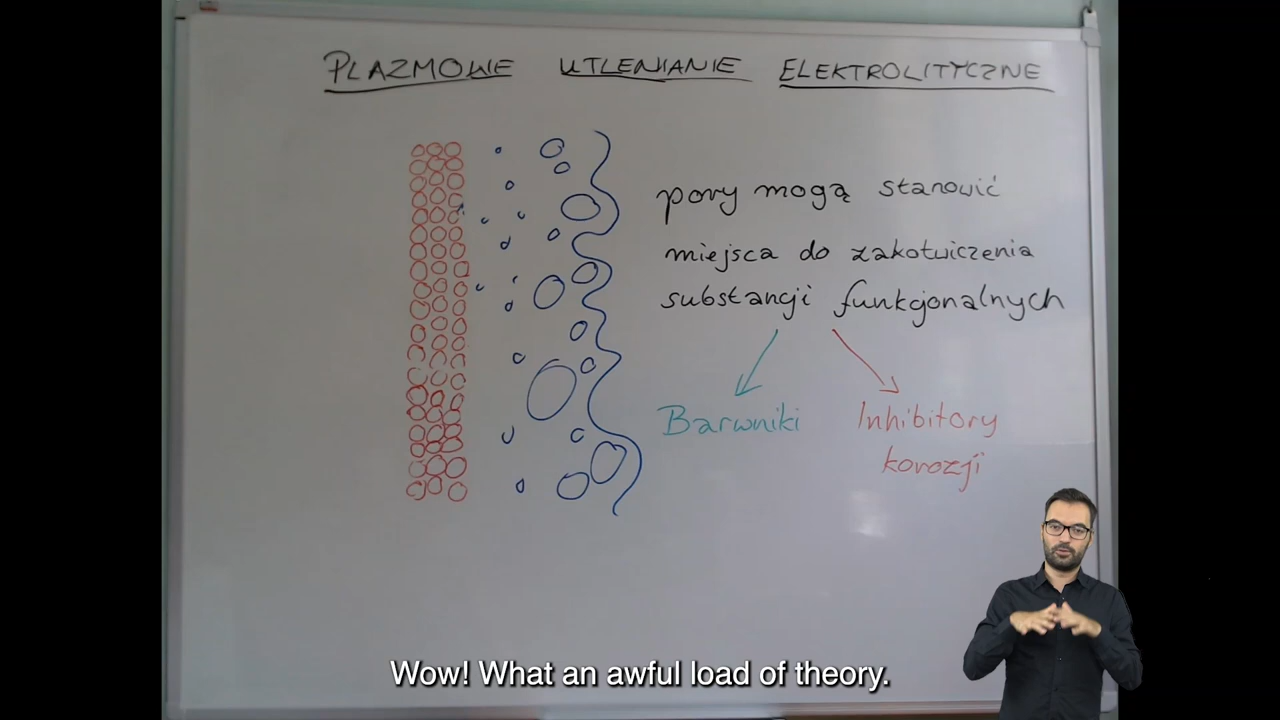 PLAZMOWE UTLENIANIE ELEKTROLITYCZNE
pory mogą stanowić
miejsca do zakotwiczenia
substancji funkcjonalnych
Barwniki
Inhibitory
korozji
Wow! What an awful load of theory.